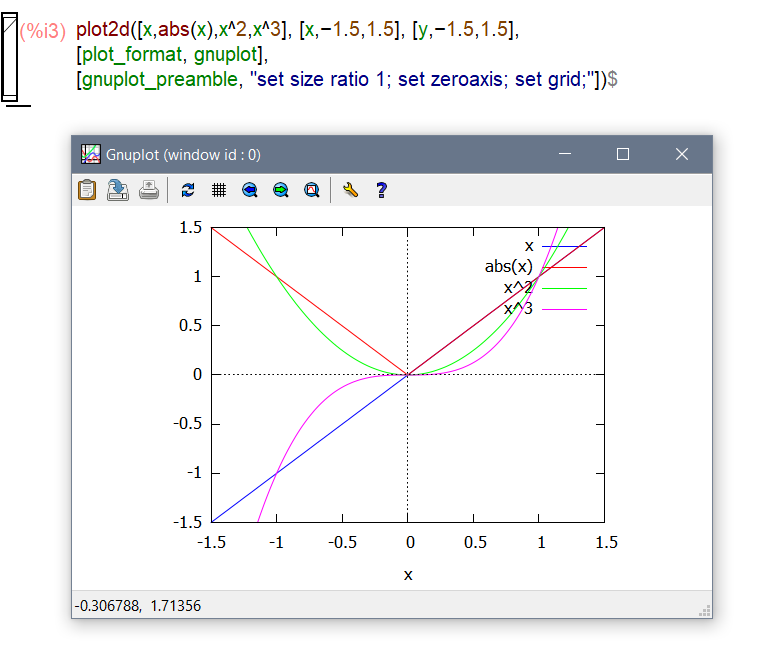 (%i3) plot2d([x,abs(x),x^2,x^3], [x,−1.5,1.5], [y,−1.5,1.5],
[plot_format, gnuplot],
[gnuplot_preamble, "set size ratio 1; set zeroaxis; set grid;"])$
Gnuplot (window id : 0)
?
1.5
x
abs(x)
1
x^2
x^3
0.5
0
-0.5
-1
-1.5
-1.5 -1 -0.5 0 0.5 1 1.5
x
-0.306788, 1.71356